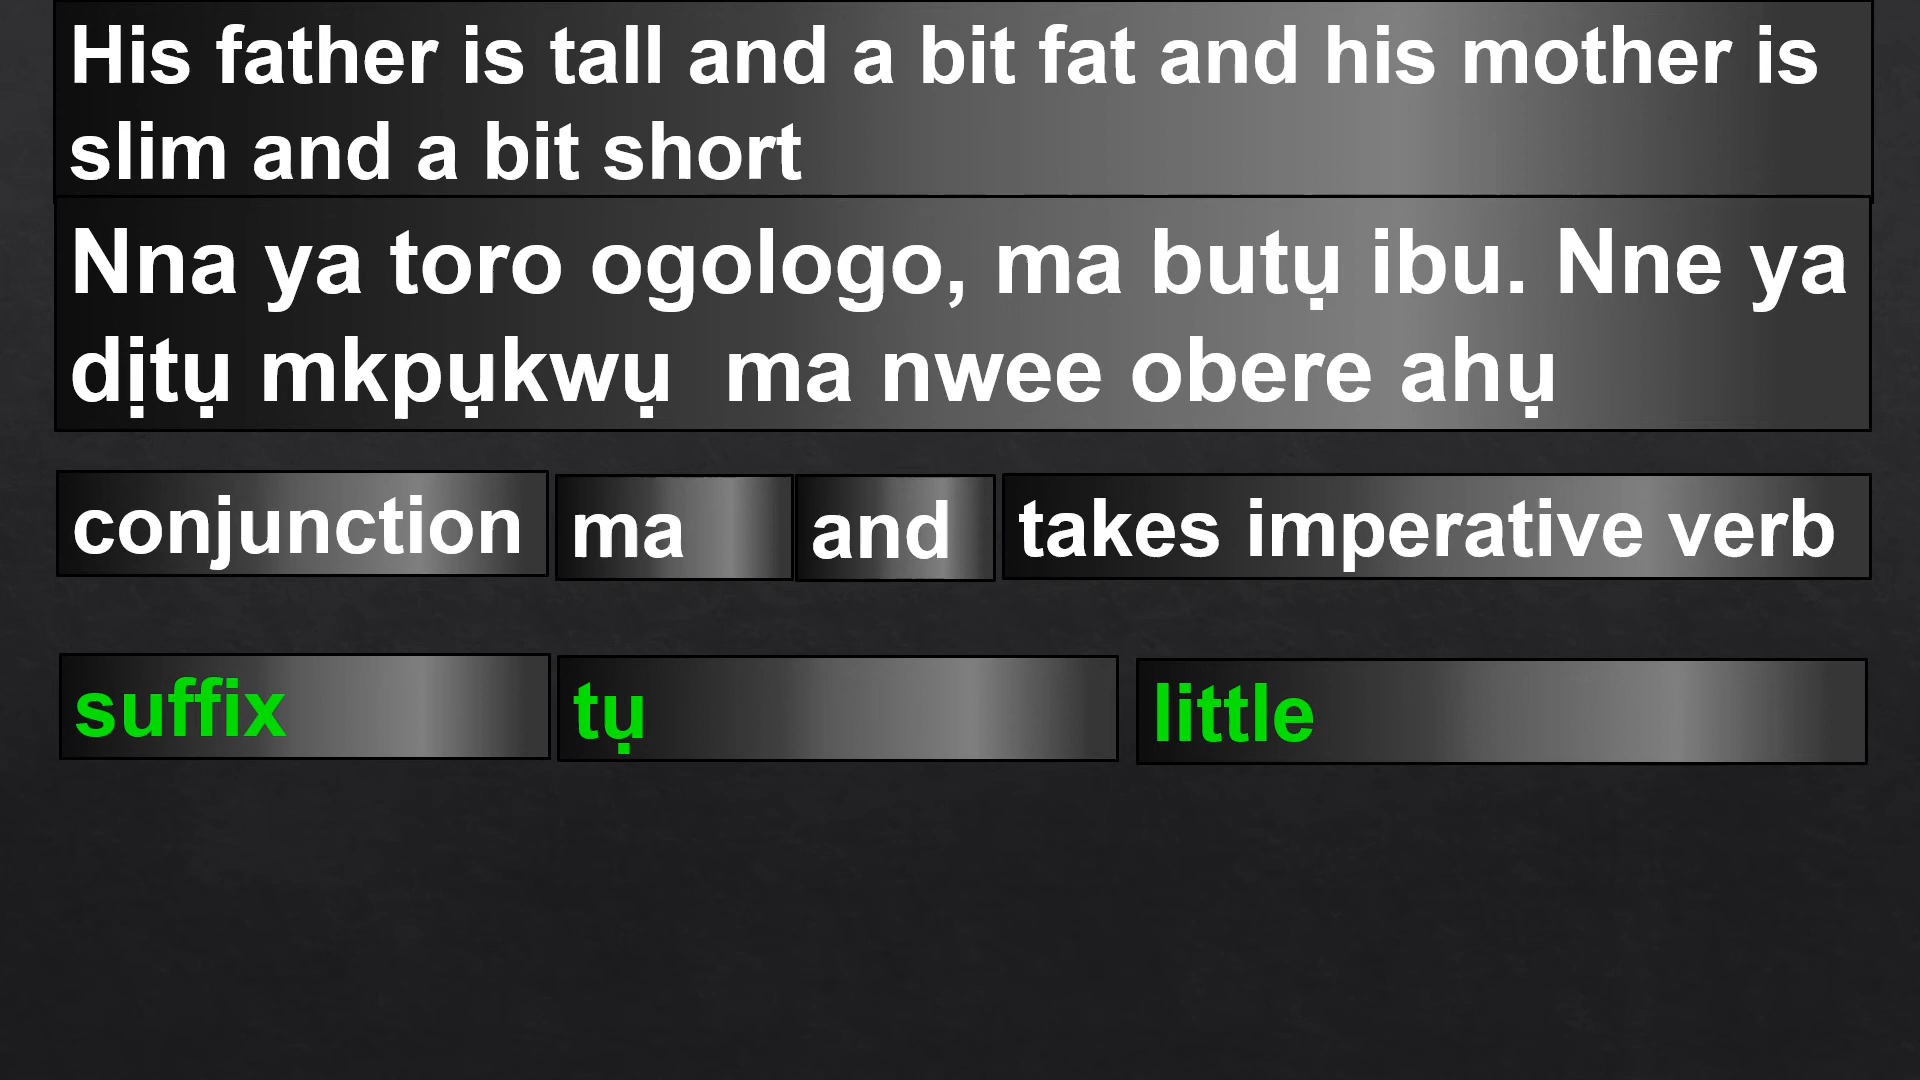 His father is tall and a bit fat and his mother is
slim and a bit short
Nna ya toro ogologo, ma butụ ibu. Nne ya
dịtụ mkpụkwụ  ma nwee obere ahụ
conjunction ma and takes imperative verb
suffix tụ little